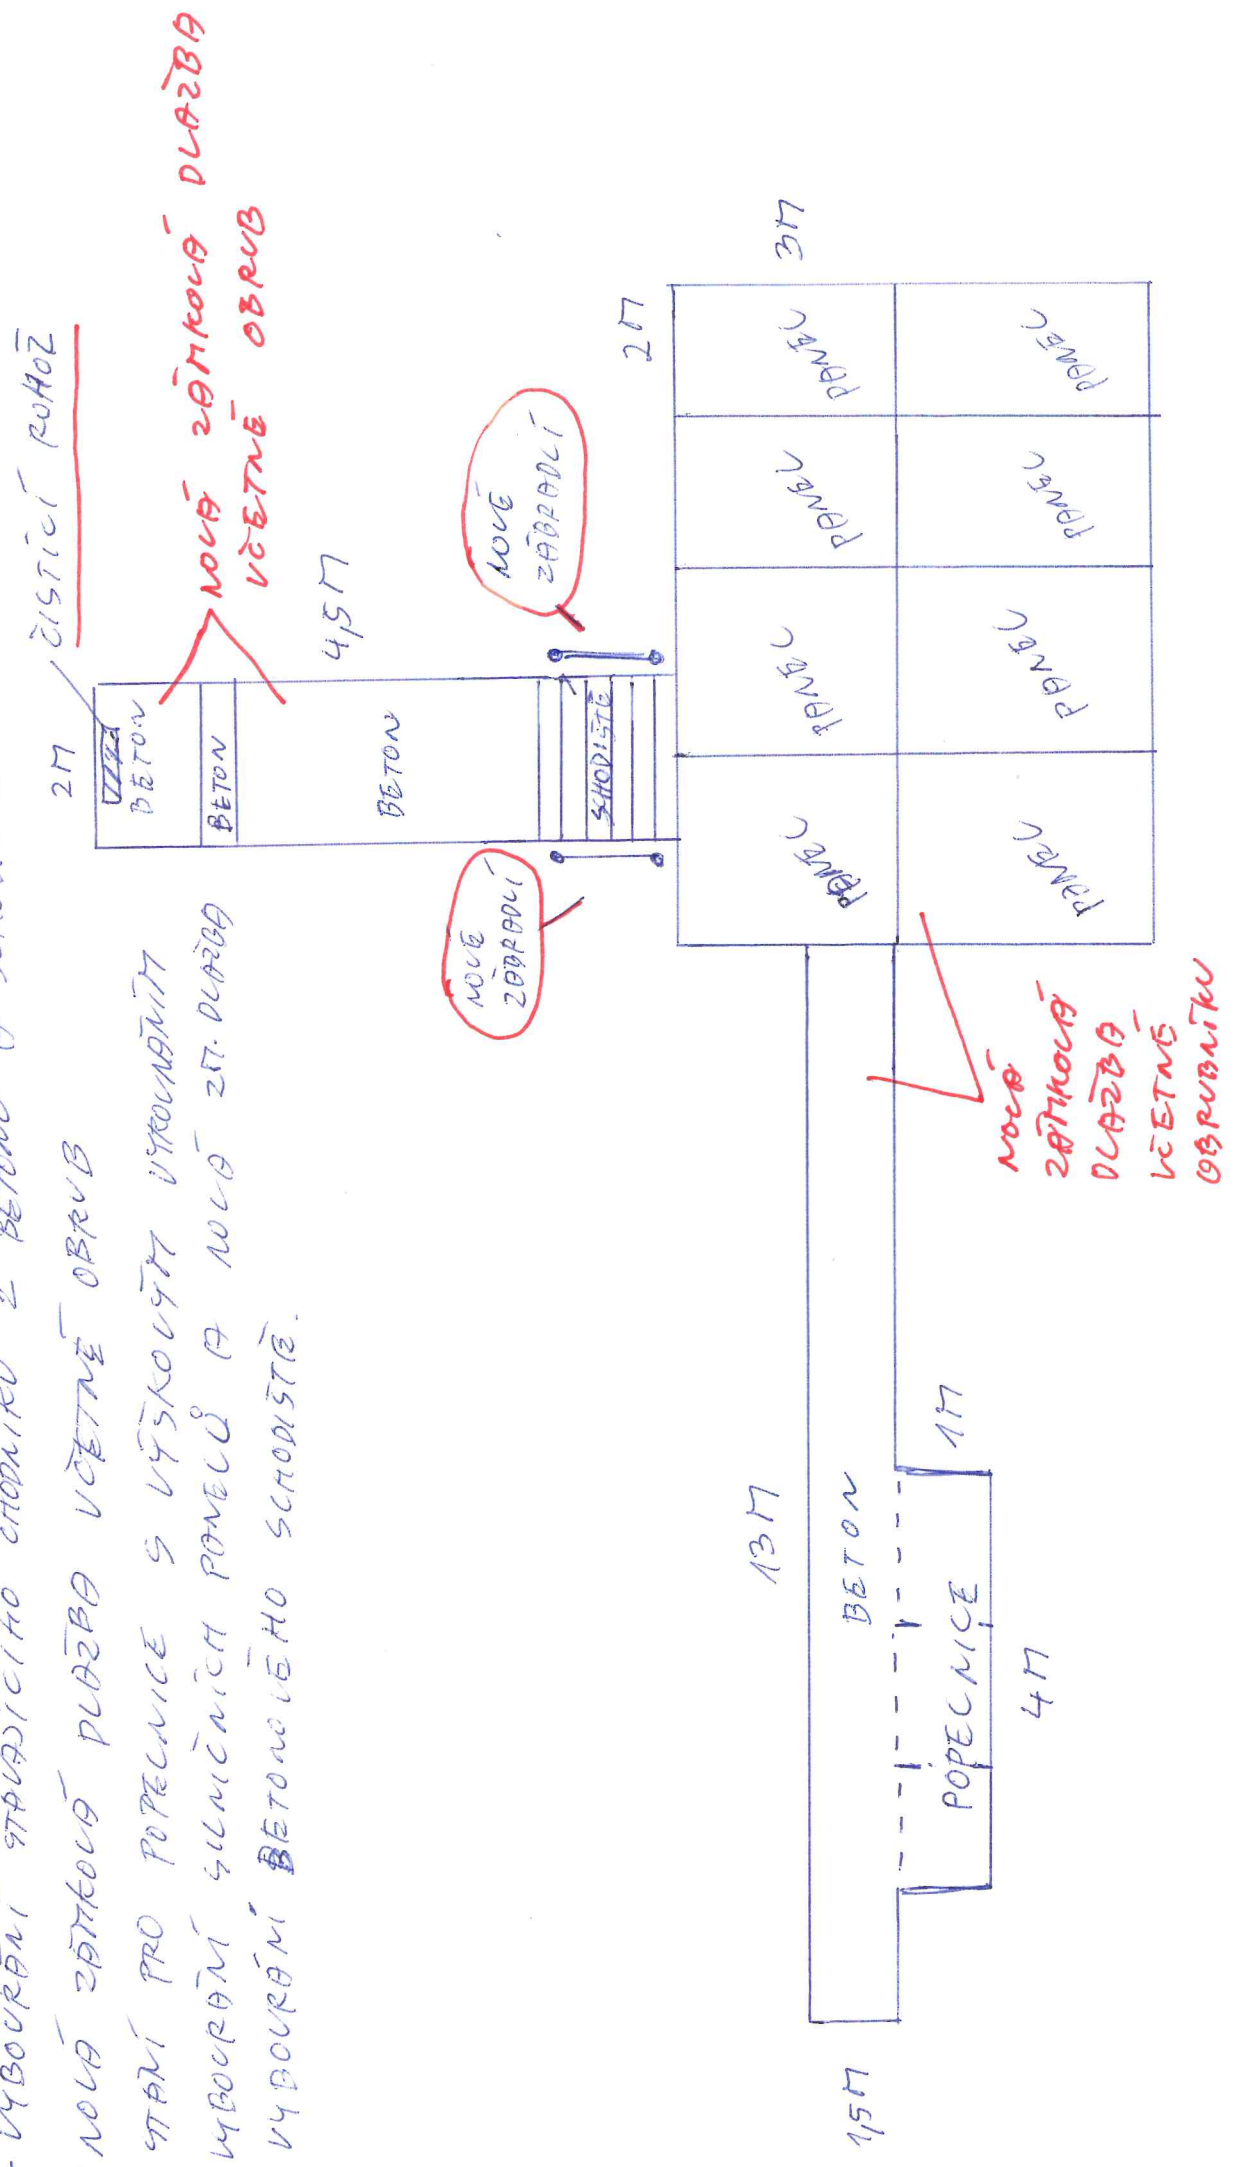 - VYBOURÁNÍ STÁVAJÍCÍHO CHODNÍKU Z BETONU
NOVÁ ZÁMKOVÁ DLAŽBA VČETNĚ OBRUB
STÁNÍ PRO POPELNICE S VÝŠKOVÝM VYROVNÁNÍM
VYBOURÁNÍ SILNIČNÍCH PANELŮ A NOVÁ ZM. DLAŽBA
VYBOURÁNÍ BETONOVÉHO SCHODIŠTĚ.
2M
ČISTÍCÍ ROHOŽ
BETON
BETON
BETON
NOVÁ ZÁMKOVÁ DLAŽBA
VČETNĚ OBRUB
4,5M
NOVÉ
ZÁBRADLÍ
NOVÉ
ZÁBRADLÍ
SCHODIŠTĚ
2M
3M
PANEL
PANEL
PANEL
PANEL
PANEL
PANEL
PANEL
PANEL
13M
BETON
1,5M
POPELNICE
1M
4M
NOVÁ
ZÁMKOVÁ
DLAŽBA
VČETNĚ
OBRUBNÍKU